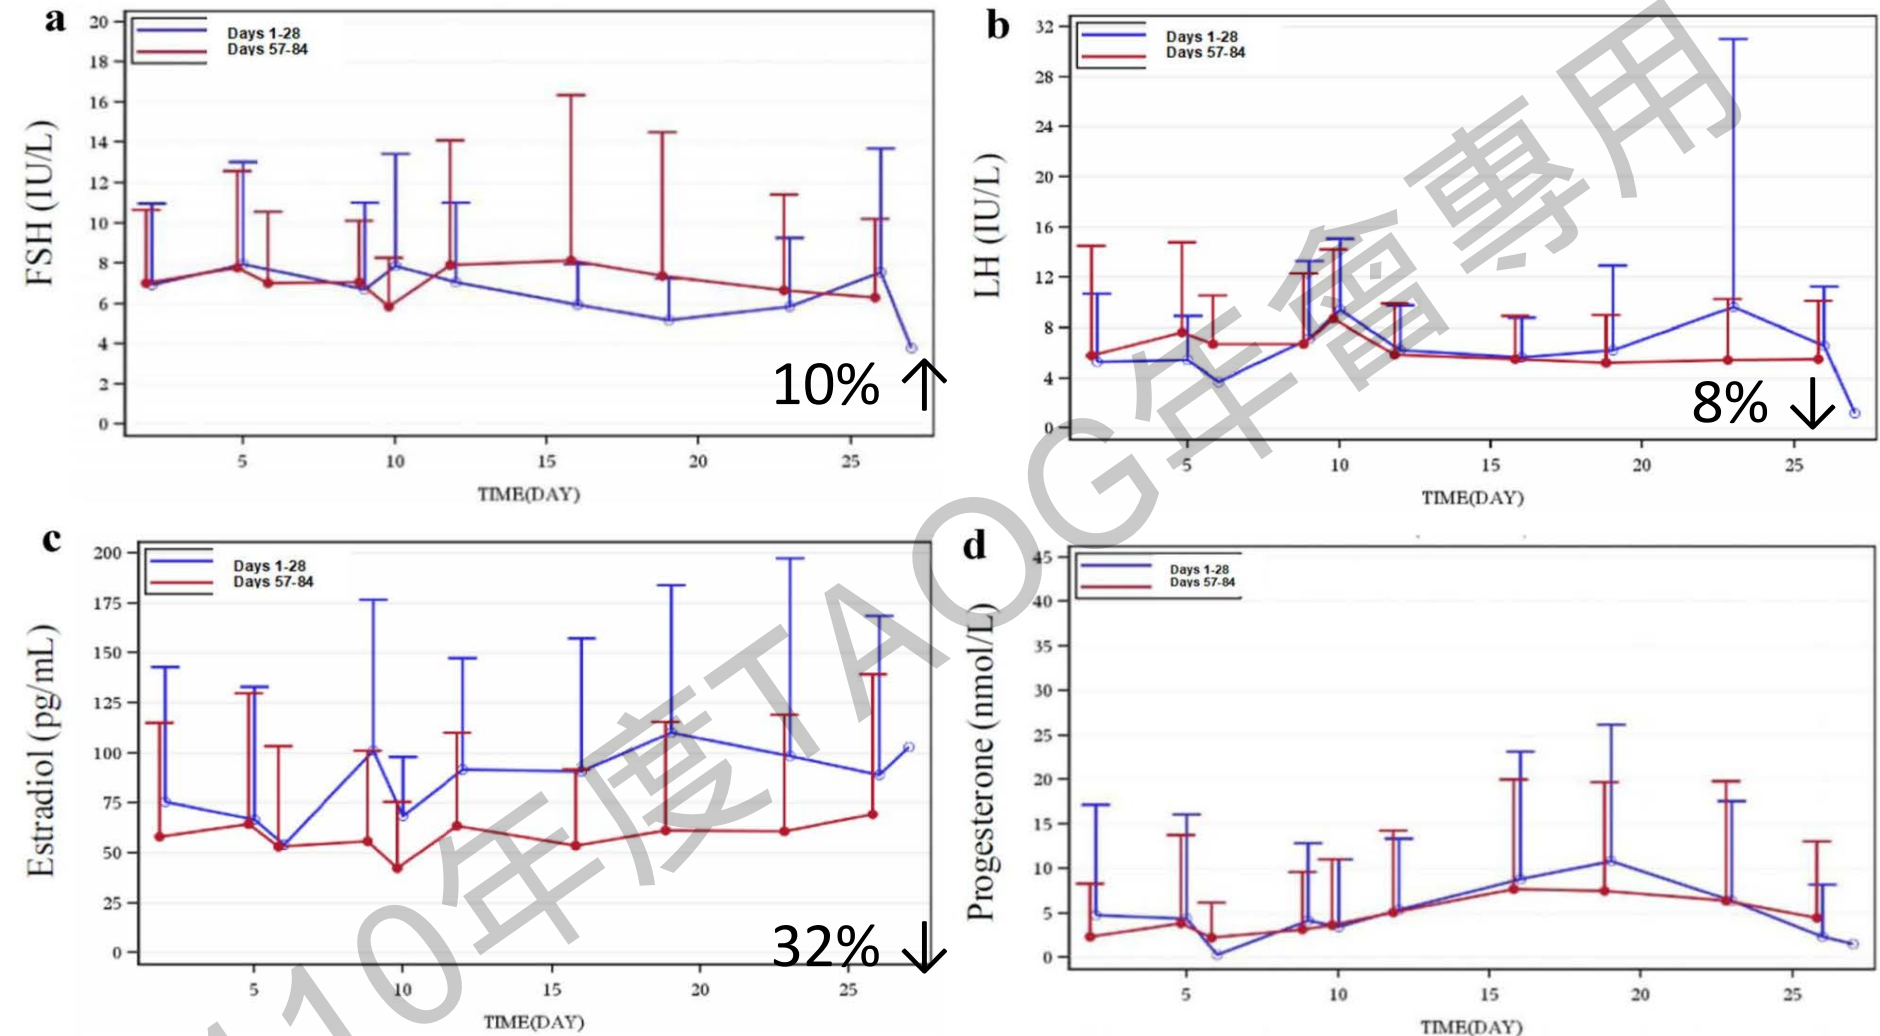 a
20
18
16
14
12
10
8
6
4
2
0
Days 1-28
Days 57-84
FSH (IU/L)
10% ↑
5 10 15 20 25
TIME(DAY)
b
32
28
24
20
16
12
8
4
0
Days 1-28
Days 57-84
LH (IU/L)
8% ↓
5 10 15 20 25
TIME(DAY)
c
200
175
150
125
100
75
50
25
0
Days 1-28
Days 57-84
Estradiol (pg/mL)
32% ↓
5 10 15 20 25
TIME(DAY)
d
45
40
35
30
25
20
15
10
5
0
Days 1-28
Days 57-84
Progesterone (nmol/L)
5 10 15 20 25
TIME(DAY)
110年度TAOG年會專用